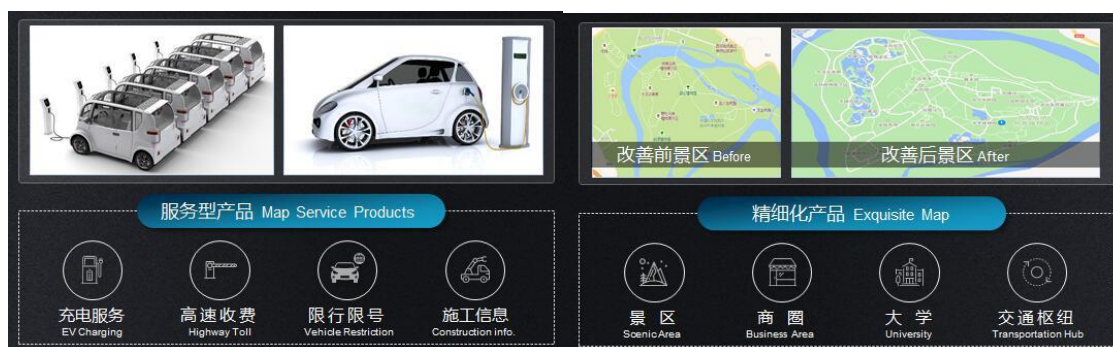 改善前景区 Before
改善后景区 After
服务型产品 Map Service Products
精细化产品 Exquisite Map
充电服务
EV Charging
高速收费
Highway Toll
限行限号
Vehicle Restriction
施工信息
Construction info.
景 区
Scenic Area
商 圈
Business Area
大 学
University
交通枢纽
Transportation Hub